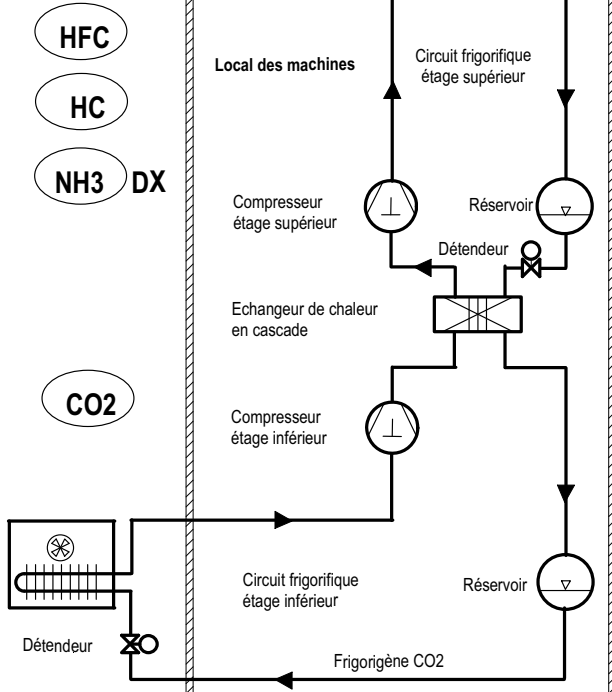 HFC
HC
NH3 DX
CO2
Local des machines
Circuit frigorifique
étage supérieur
Compresseur
étage supérieur
Réservoir
Détendeur
Echangeur de chaleur
en cascade
Compresseur
étage inférieur
Circuit frigorifique
étage inférieur
Réservoir
Détendeur
Frigorigène CO2